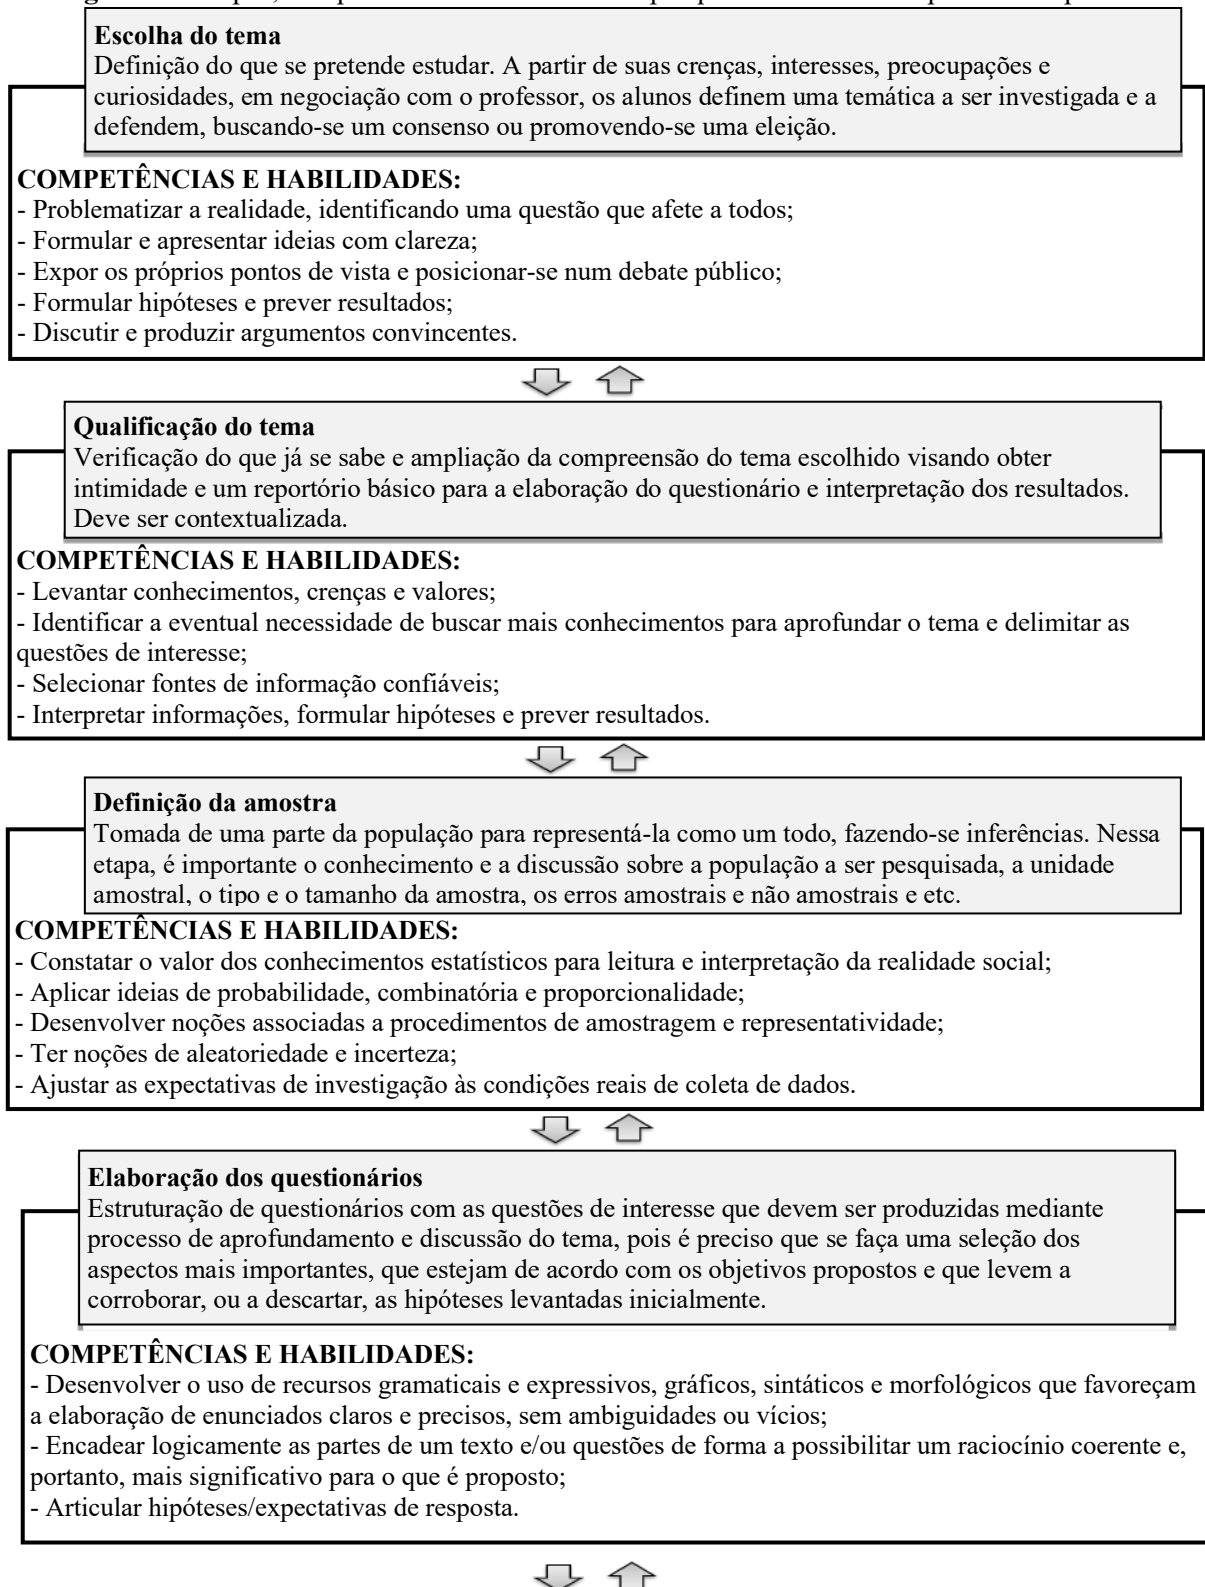 Escolha do tema
Definição do que se pretende estudar. A partir de suas crenças, interesses, preocupações e
curiosidades, em negociação com o professor, os alunos definem uma temática a ser investigada e a
defendem, buscando-se um consenso ou promovendo-se uma eleição.
COMPETÊNCIAS E HABILIDADES:
- Problematizar a realidade, identificando uma questão que afete a todos;
- Formular e apresentar ideias com clareza;
- Expor os próprios pontos de vista e posicionar-se num debate público;
- Formular hipóteses e prever resultados;
- Discutir e produzir argumentos convincentes.
Qualificação do tema
Verificação do que já se sabe e ampliação da compreensão do tema escolhido visando obter
intimidade e um reportório básico para a elaboração do questionário e interpretação dos resultados.
Deve ser contextualizada.
COMPETÊNCIAS E HABILIDADES:
- Levantar conhecimentos, crenças e valores;
- Identificar a eventual necessidade de buscar mais conhecimentos para aprofundar o tema e delimitar as
questões de interesse;
- Selecionar fontes de informação confiáveis;
- Interpretar informações, formular hipóteses e prever resultados.
Definição da amostra
Tomada de uma parte da população para representá-la como um todo, fazendo-se inferências. Nessa
etapa, é importante o conhecimento e a discussão sobre a população a ser pesquisada, a unidade
amostral, o tipo e o tamanho da amostra, os erros amostrais e não amostrais e etc.
COMPETÊNCIAS E HABILIDADES:
- Constatar o valor dos conhecimentos estatísticos para leitura e interpretação da realidade social;
- Aplicar ideias de probabilidade, combinatória e proporcionalidade;
- Desenvolver noções associadas a procedimentos de amostragem e representatividade;
- Ter noções de aleatoriedade e incerteza;
- Ajustar as expectativas de investigação às condições reais de coleta de dados.
Elaboração dos questionários
Estruturação de questionários com as questões de interesse que devem ser produzidas mediante
processo de aprofundamento e discussão do tema, pois é preciso que se faça uma seleção dos
aspectos mais importantes, que estejam de acordo com os objetivos propostos e que levem a
corroborar, ou a descartar, as hipóteses levantadas inicialmente.
COMPETÊNCIAS E HABILIDADES:
- Desenvolver o uso de recursos gramaticais e expressivos, gráficos, sintáticos e morfológicos que favoreçam
a elaboração de enunciados claros e precisos, sem ambiguidades ou vícios;
- Encadear logicamente as partes de um texto e/ou questões de forma a possibilitar um raciocínio coerente e,
portanto, mais significativo para o que é proposto;
- Articular hipóteses/expectativas de resposta.